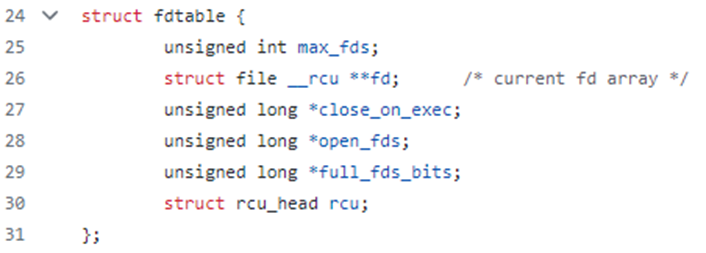 24 struct fdtable {
25 unsigned int max_fds;
26 struct file __rcu **fd; /* current fd array */
27 unsigned long *close_on_exec;
28 unsigned long *open_fds;
29 unsigned long *full_fds_bits;
30 struct rcu_head rcu;
31 };